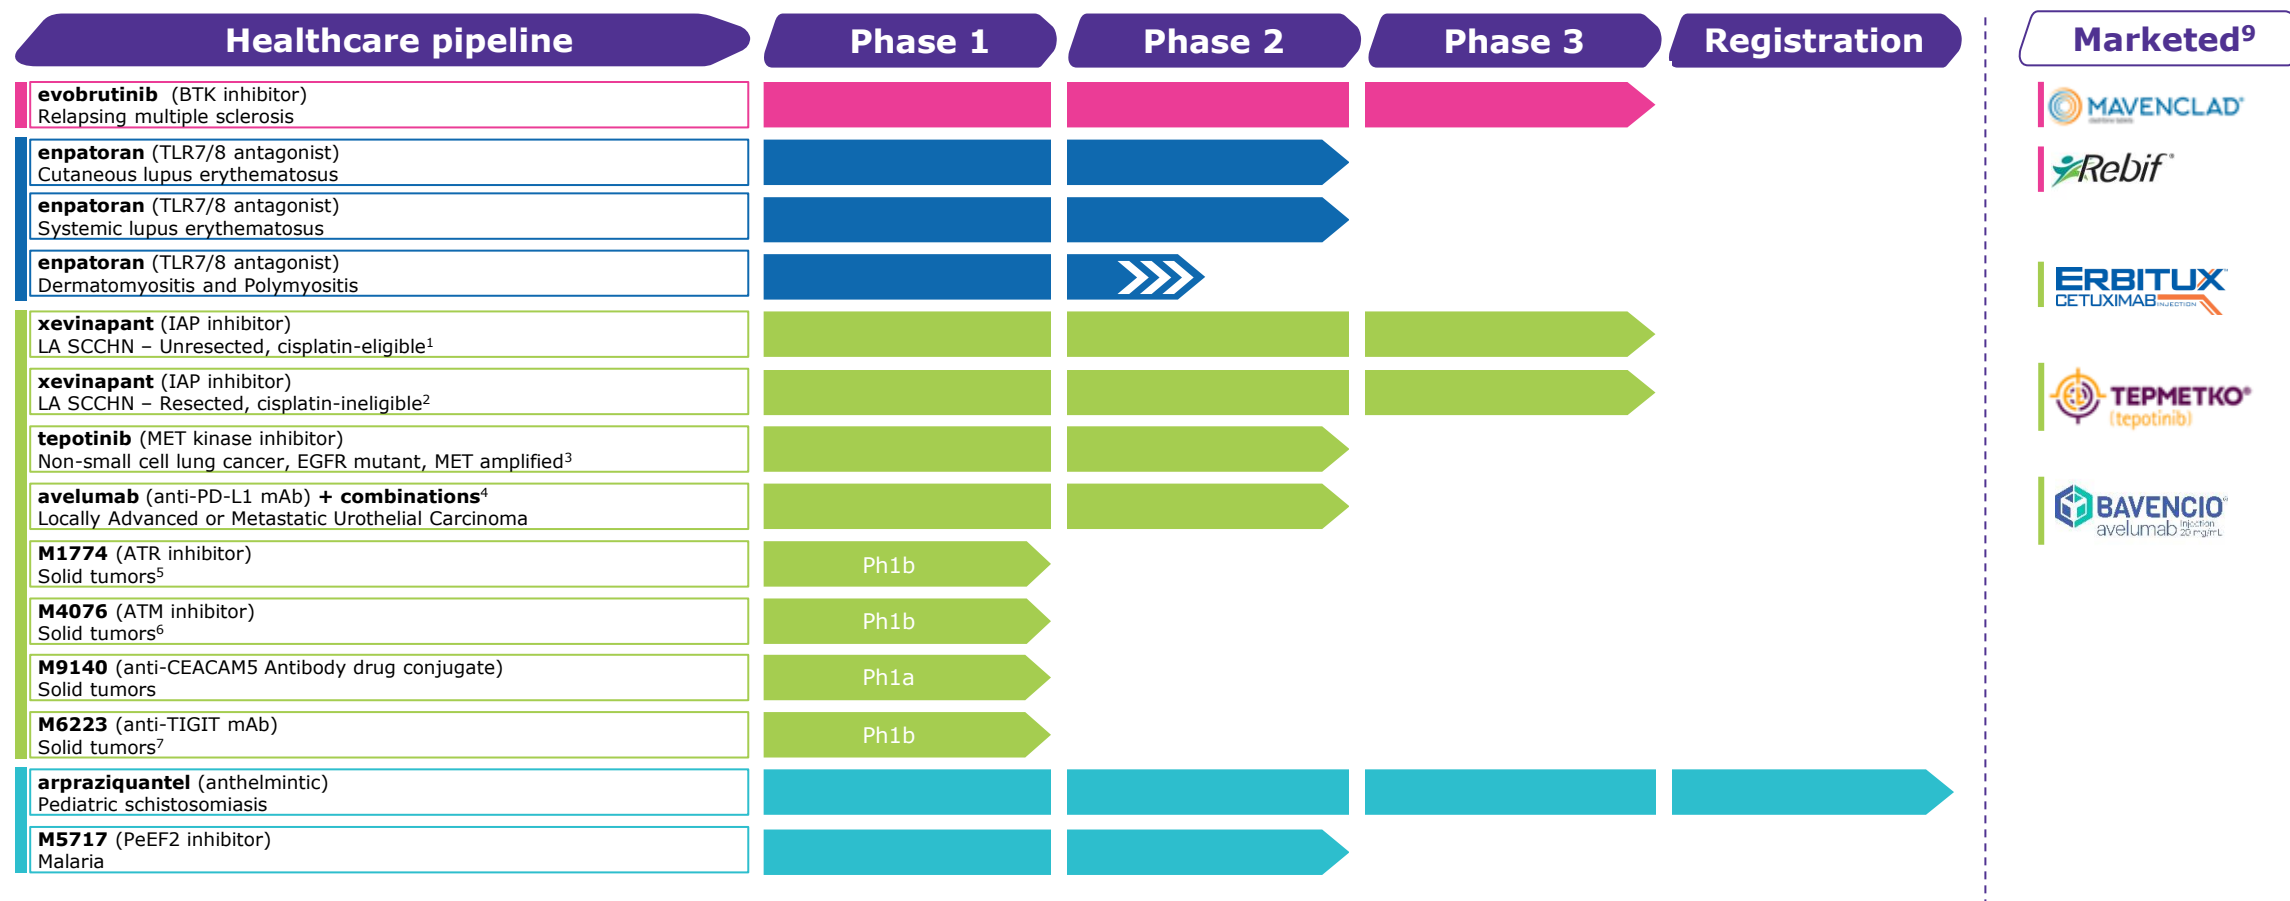 Healthcare pipeline
Phase 1
Phase 2
Phase 3
Registration
Marketed⁹
evobrutinib (BTK inhibitor)
Relapsing multiple sclerosis
MAVENCLAD®
enpatoran (TLR7/8 antagonist)
Cutaneous lupus erythematosus
Rebif®
enpatoran (TLR7/8 antagonist)
Systemic lupus erythematosus
enpatoran (TLR7/8 antagonist)
Dermatomyositis and Polymyositis
ERBITUX™
CETUXIMAB INJECTION
xevinapant (IAP inhibitor)
LA SCCHN – Unresected, cisplatin-eligible¹
xevinapant (IAP inhibitor)
LA SCCHN – Resected, cisplatin-ineligible²
TEPMETKO®
(tepotinib)
tepotinib (MET kinase inhibitor)
Non-small cell lung cancer, EGFR mutant, MET amplified³
avelumab (anti-PD-L1 mAb) + combinations⁴
Locally Advanced or Metastatic Urothelial Carcinoma
BAVENCIO®
avelumab Injection
20 mg/mL
M1774 (ATR inhibitor)
Solid tumors⁵
Ph1b
M4076 (ATM inhibitor)
Solid tumors⁶
Ph1b
M9140 (anti-CEACAM5 Antibody drug conjugate)
Solid tumors
Ph1a
M6223 (anti-TIGIT mAb)
Solid tumors⁷
Ph1b
arpraziquantel (anthelmintic)
Pediatric schistosomiasis
M5717 (PeEF2 inhibitor)
Malaria